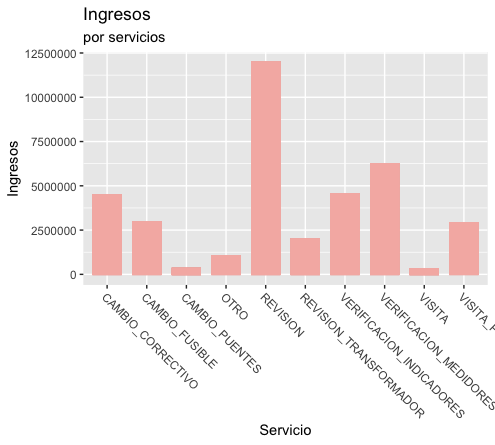 Ingresos
por servicios
Ingresos
12500000
10000000
7500000
5000000
2500000
0
CAMBIO_CORRECTIVO
CAMBIO_FUSIBLE
CAMBIO_PUENTES
OTRO
REVISION
REVISION_TRANSFORMADOR
VERIFICACION_INDICADORES
VERIFICACION_MEDIDORES
VISITA
VISITA_
Servicio